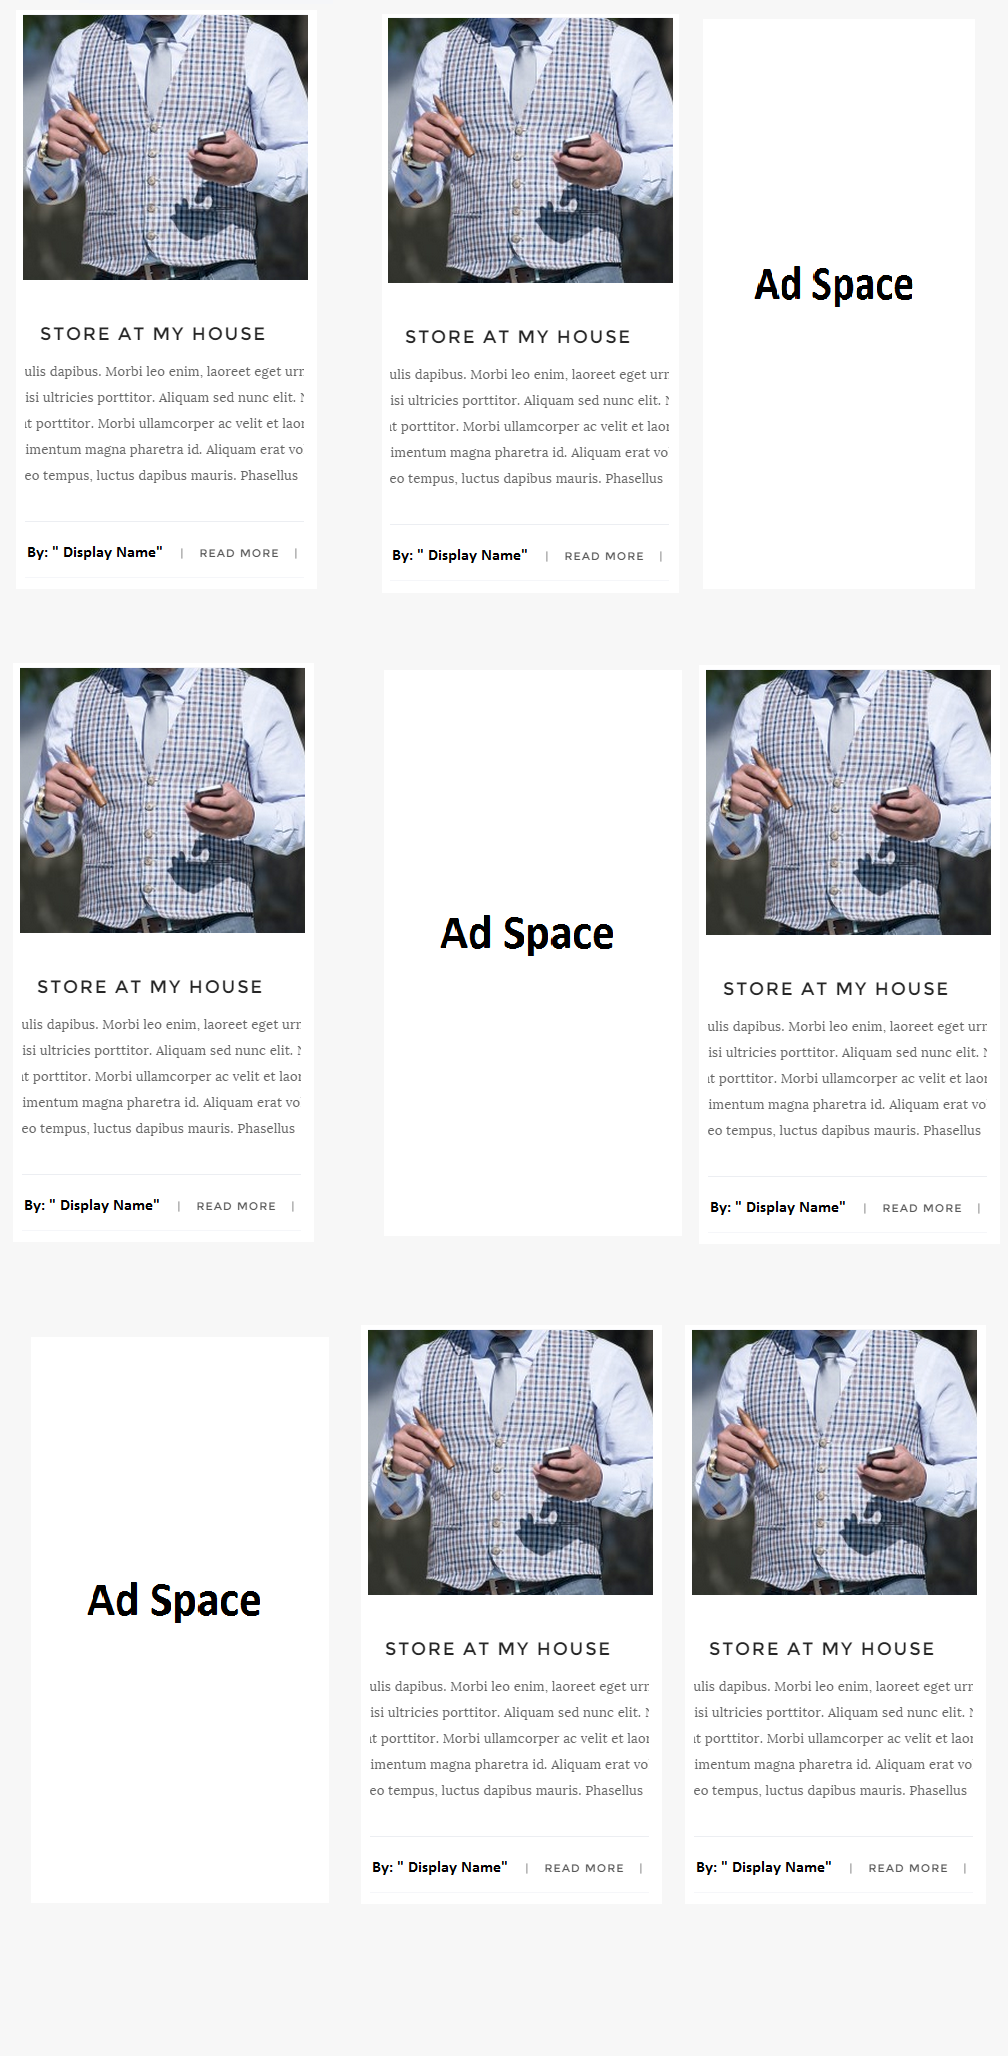 STORE AT MY HOUSE
ulis dapibus. Morbi leo enim, laoreet eget urr
isi ultricies porttitor. Aliquam sed nunc elit.
porttitor. Morbi ullamcorper ac velit et laor
imentum magna pharetra id. Aliquam erat vo
eo tempus, luctus dapibus mauris. Phasellus
By: " Display Name" | READ MORE |
STORE AT MY HOUSE
ulis dapibus. Morbi leo enim, laoreet eget urr
isi ultricies porttitor. Aliquam sed nunc elit.
porttitor. Morbi ullamcorper ac velit et laor
imentum magna pharetra id. Aliquam erat vo
eo tempus, luctus dapibus mauris. Phasellus
By: " Display Name" | READ MORE |
Ad Space
STORE AT MY HOUSE
ulis dapibus. Morbi leo enim, laoreet eget urr
isi ultricies porttitor. Aliquam sed nunc elit.
porttitor. Morbi ullamcorper ac velit et laor
imentum magna pharetra id. Aliquam erat vo
eo tempus, luctus dapibus mauris. Phasellus
By: " Display Name" | READ MORE |
Ad Space
STORE AT MY HOUSE
ulis dapibus. Morbi leo enim, laoreet eget urr
isi ultricies porttitor. Aliquam sed nunc elit.
porttitor. Morbi ullamcorper ac velit et laor
imentum magna pharetra id. Aliquam erat vo
eo tempus, luctus dapibus mauris. Phasellus
By: " Display Name" | READ MORE |
Ad Space
STORE AT MY HOUSE
ulis dapibus. Morbi leo enim, laoreet eget urr
isi ultricies porttitor. Aliquam sed nunc elit.
porttitor. Morbi ullamcorper ac velit et laor
imentum magna pharetra id. Aliquam erat vo
eo tempus, luctus dapibus mauris. Phasellus
By: " Display Name" | READ MORE |
STORE AT MY HOUSE
ulis dapibus. Morbi leo enim, laoreet eget urr
isi ultricies porttitor. Aliquam sed nunc elit.
porttitor. Morbi ullamcorper ac velit et laor
imentum magna pharetra id. Aliquam erat vo
eo tempus, luctus dapibus mauris. Phasellus
By: " Display Name" | READ MORE |